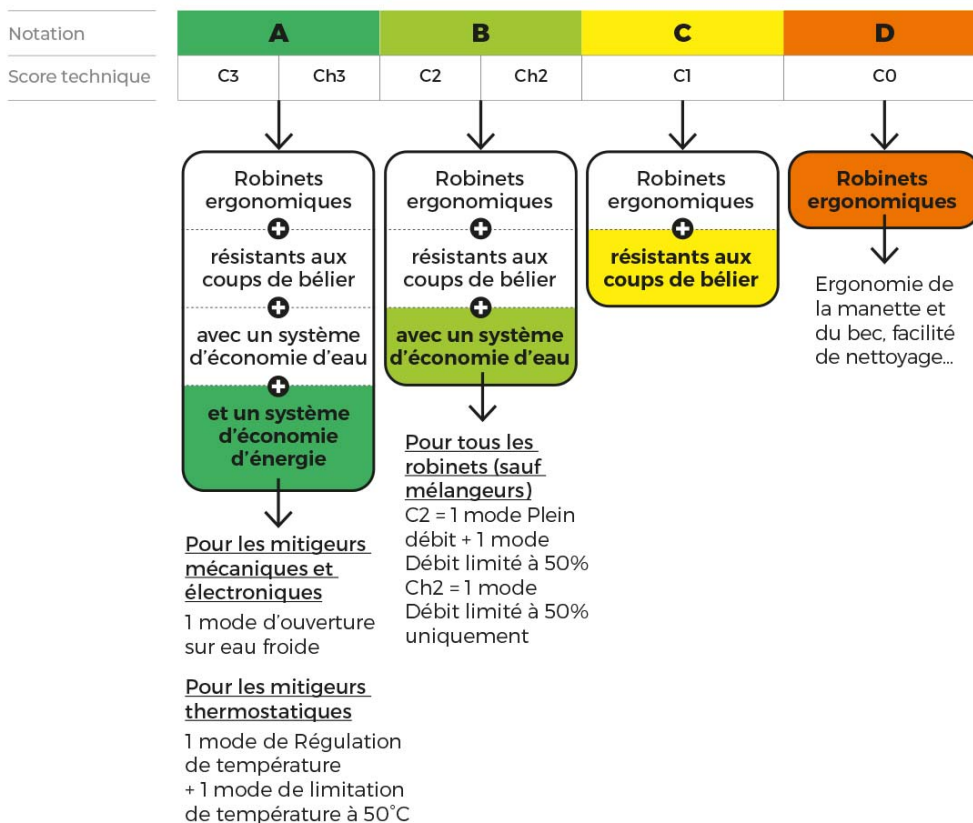 Notation
A
B
C
D
Score technique
C3
Ch3
C2
Ch2
C1
C0
Robinets
ergonomiques
résistants aux
coups de bélier
avec un système
d'économie d'eau
et un système
d'économie
d'énergie
Pour les mitigeurs
mécaniques et
électroniques
1 mode d'ouverture
sur eau froide
Pour les mitigeurs
thermostatiques
1 mode de Régulation
de température
+ 1 mode de limitation
de température à 50°C
Robinets
ergonomiques
résistants aux
coups de bélier
avec un système
d'économie d'eau
Pour tous les
robinets (sauf
mélangeurs)
C2 = 1 mode Plein
débit + 1 mode
Débit limité à 50%
Ch2 = 1 mode
Débit limité à 50%
uniquement
Robinets
ergonomiques
résistants aux
coups de bélier
Robinets
ergonomiques
Ergonomie de
la manette et
du bec, facilité
de nettoyage...